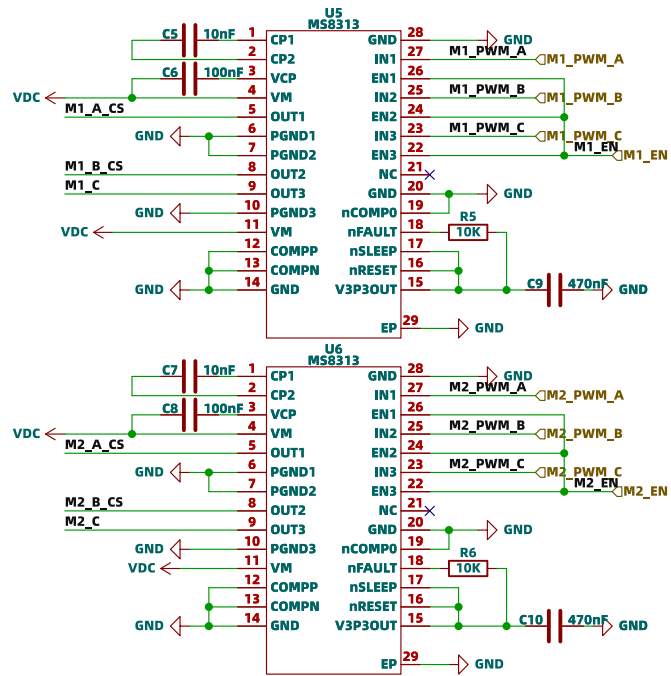 U5
MS8313
C5 10nF 1 CP1 GND 28 GND
2 CP2 IN1 27 M1_PWM_A M1_PWM_A
C6 100nF 3 VCP EN1 26
VDC 4 VM IN2 25 M1_PWM_B M1_PWM_B
M1_A_CS 5 OUT1 EN2 24
GND 6 PGND1 IN3 23 M1_PWM_C M1_PWM_C
7 PGND2 EN3 22 M1_EN M1_EN
M1_B_CS 8 OUT2 NC 21
M1_C 9 OUT3 GND 20 GND
GND 10 PGND3 nCOMP0 19
VDC 11 VM nFAULT 18 R5 10K
12 COMPP nSLEEP 17
13 COMPN nRESET 16
GND 14 GND V3P3OUT 15 C9 470nF GND
EP 29 GND
U6
MS8313
C7 10nF 1 CP1 GND 28 GND
2 CP2 IN1 27 M2_PWM_A M2_PWM_A
C8 100nF 3 VCP EN1 26
VDC 4 VM IN2 25 M2_PWM_B M2_PWM_B
M2_A_CS 5 OUT1 EN2 24
GND 6 PGND1 IN3 23 M2_PWM_C M2_PWM_C
7 PGND2 EN3 22 M2_EN M2_EN
M2_B_CS 8 OUT2 NC 21
M2_C 9 OUT3 GND 20 GND
GND 10 PGND3 nCOMP0 19
VDC 11 VM nFAULT 18 R6 10K
12 COMPP nSLEEP 17
13 COMPN nRESET 16
GND 14 GND V3P3OUT 15 C10 470nF GND
EP 29 GND